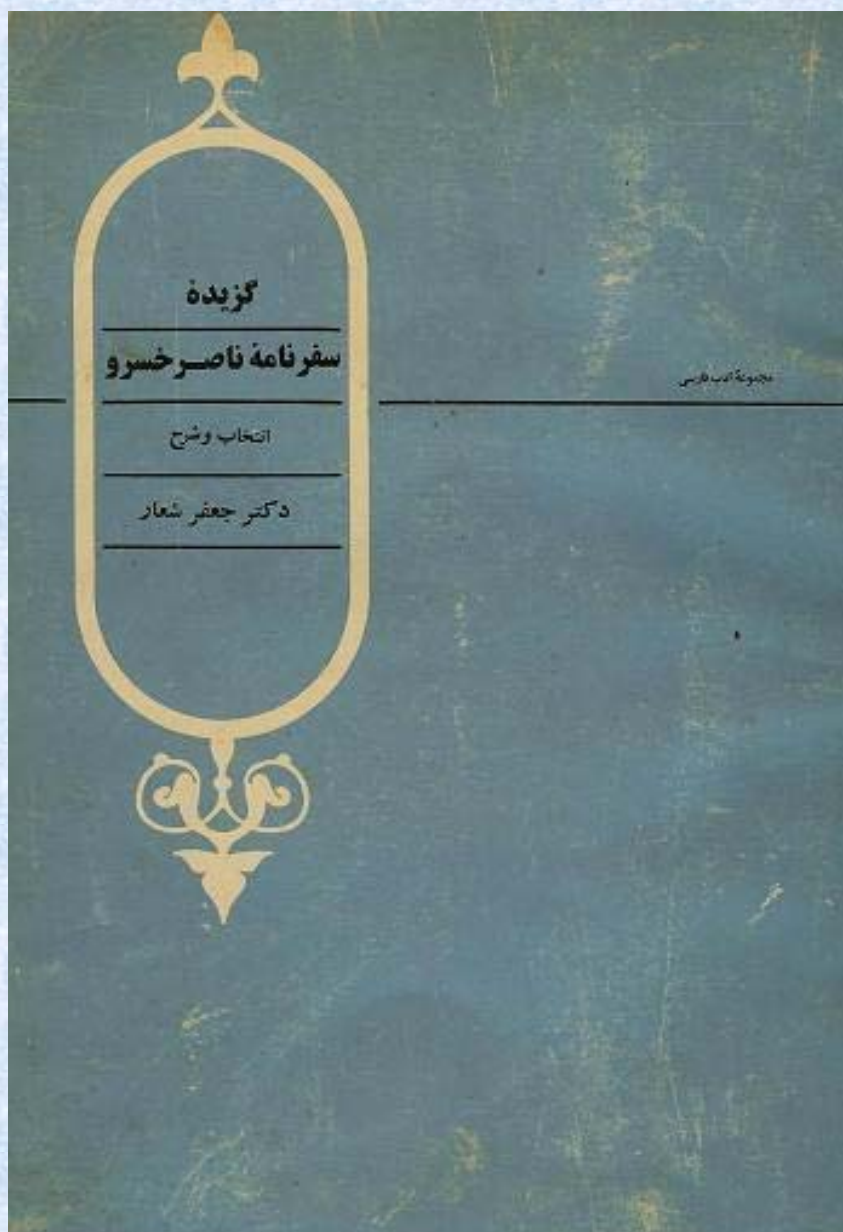 گزیدهٔ
سفرنامهٔ ناصرخسرو
انتخاب و شرح
دکتر جعفر شعار
مجموعهٔ ادب فارسی